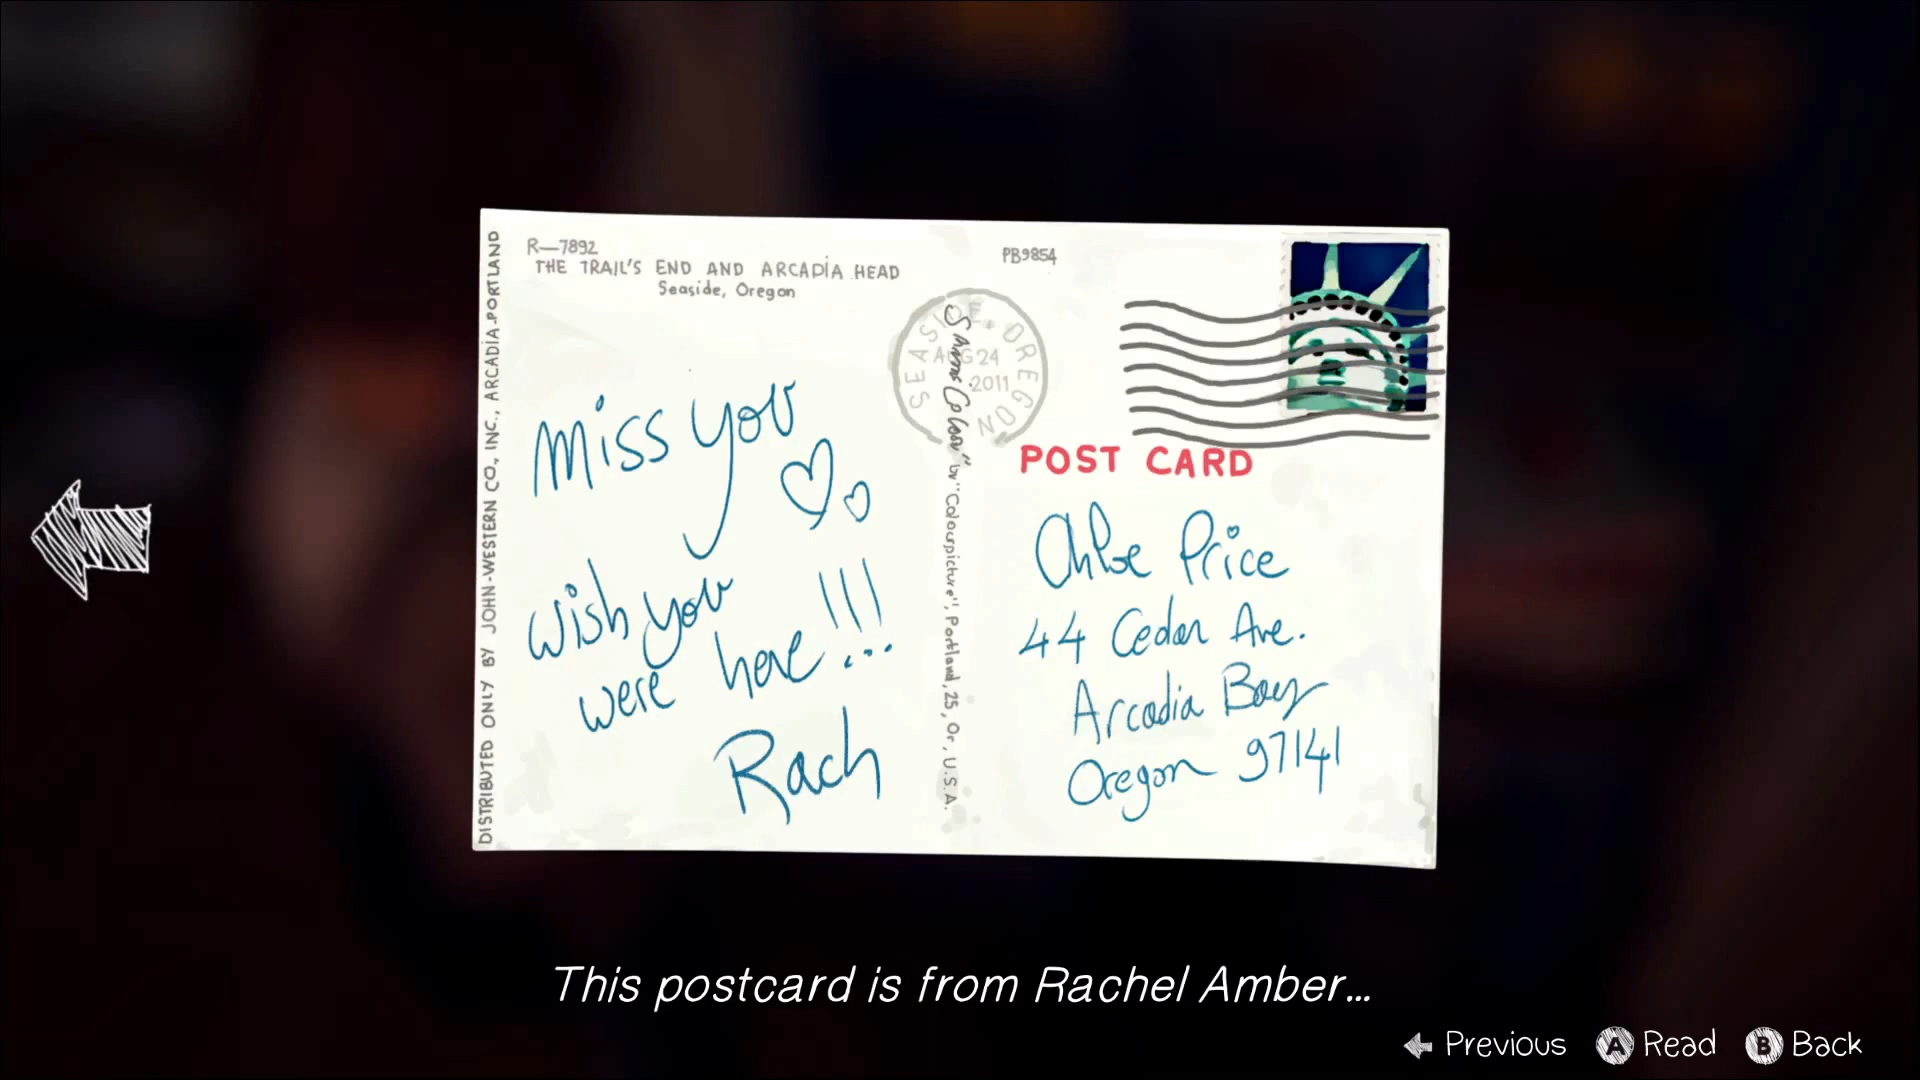 R—7892
THE TRAIL'S END AND ARCADIA HEAD
Seaside, Oregon
PB9854
DISTRIBUTED ONLY BY JOHN-WESTERN CO., INC., ARCADIA-PORTLAND
SEASIDE, OREGON
AUG 24
2011
by "Colourpicture", Portland, 25, Or, U.S.A.
POST CARD
Miss you
wish you
were here!!!
Rach
Chloe Price
44 Cedar Ave.
Arcadia Bay
Oregon 97141
This postcard is from Rachel Amber...
Previous
A Read
B Back